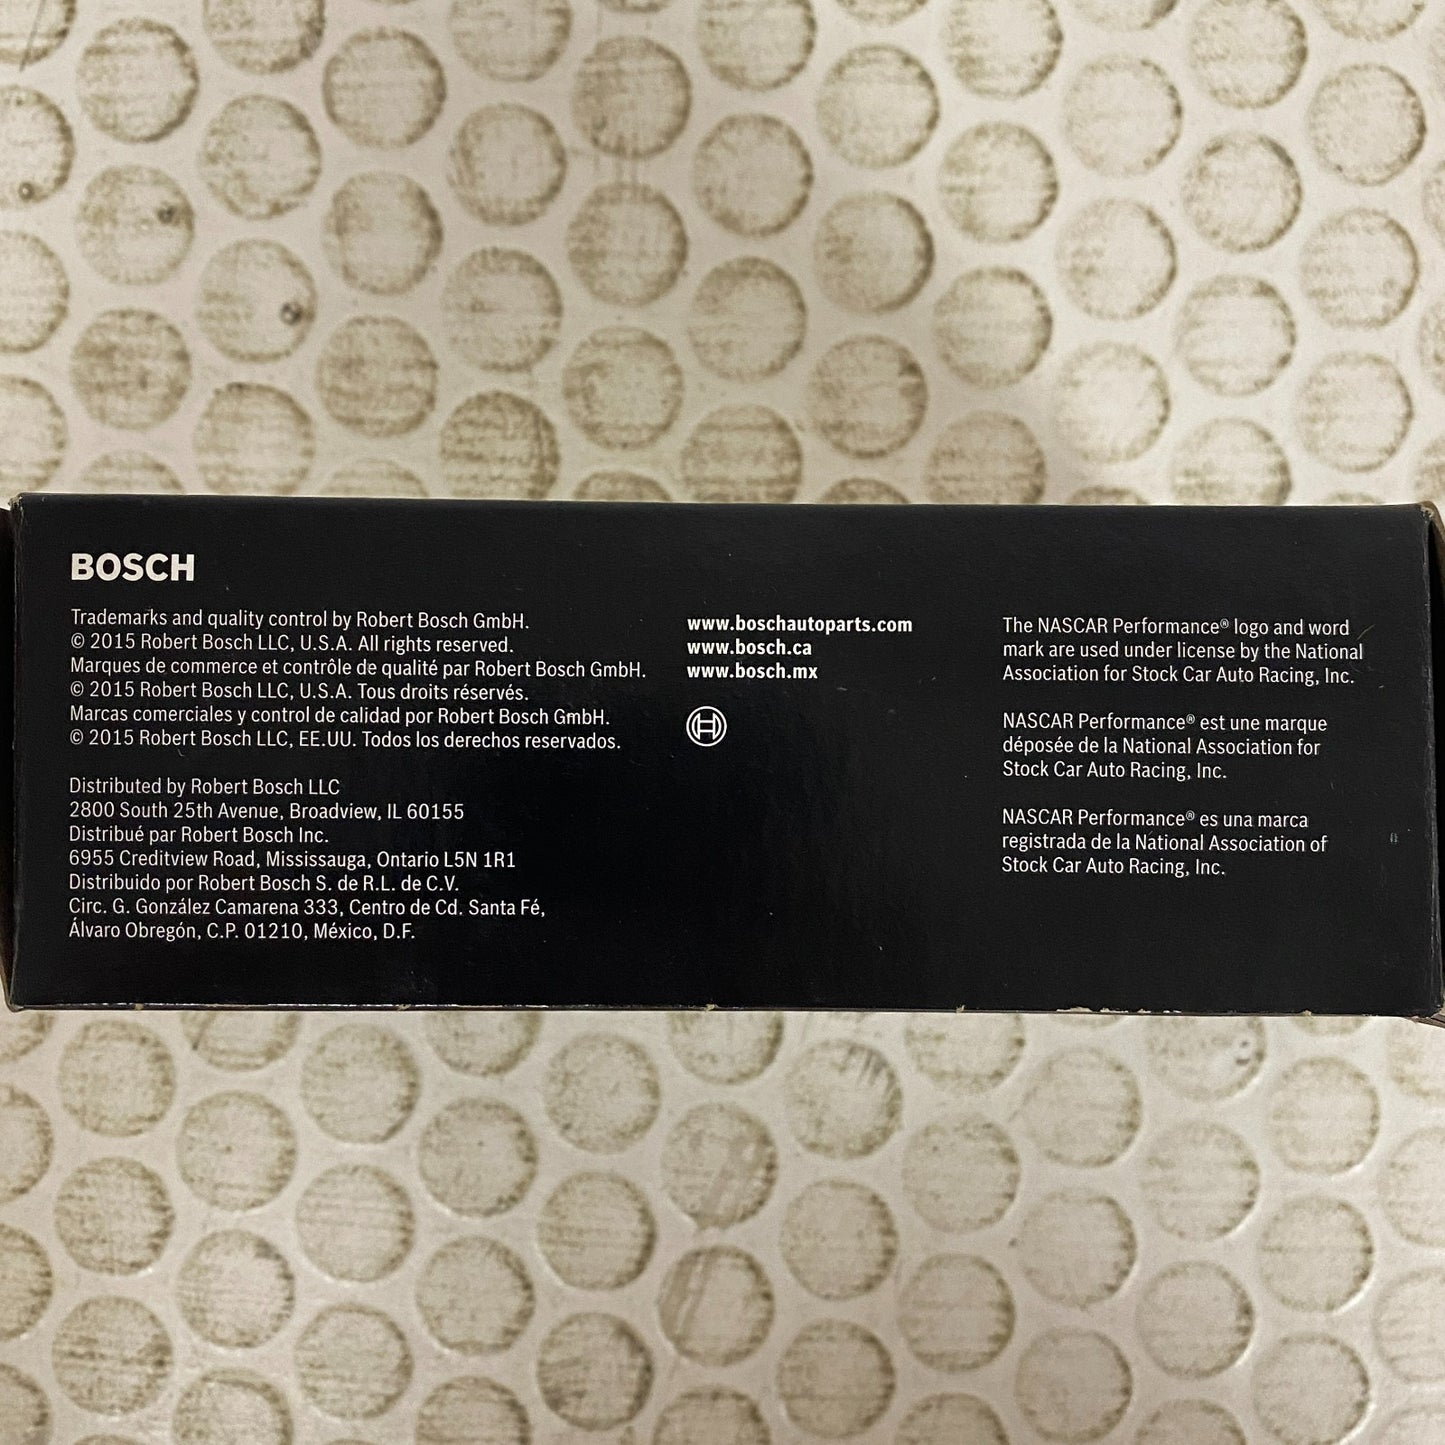 BOSCH
Trademarks and quality control by Robert Bosch GmbH.
© 2015 Robert Bosch LLC, U.S.A. All rights reserved.
Marques de commerce et contrôle de qualité par Robert Bosch GmbH.
© 2015 Robert Bosch LLC, U.S.A. Tous droits réservés.
Marcas comerciales y control de calidad por Robert Bosch GmbH.
© 2015 Robert Bosch LLC, EE.UU. Todos los derechos reservados.
Distributed by Robert Bosch LLC
2800 South 25th Avenue, Broadview, IL 60155
Distribué par Robert Bosch Inc.
6955 Creditview Road, Mississauga, Ontario L5N 1R1
Distribuido por Robert Bosch S. de R.L. de C.V.
Circ. G. González Camarena 333, Centro de Cd. Santa Fé,
Álvaro Obregón, C.P. 01210, México, D.F.
www.boschautoparts.com
www.bosch.ca
www.bosch.mx
The NASCAR Performance® logo and word
mark are used under license by the National
Association for Stock Car Auto Racing, Inc.
NASCAR Performance® est une marque
déposée de la National Association for
Stock Car Auto Racing, Inc.
NASCAR Performance® es una marca
registrada de la National Association of
Stock Car Auto Racing, Inc.